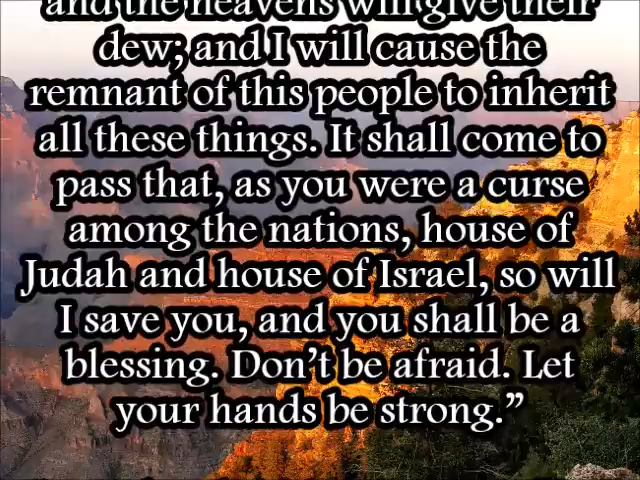 and the heavens will give their
dew; and I will cause the
remnant of this people to inherit
all these things. It shall come to
pass that, as you were a curse
among the nations, house of
Judah and house of Israel, so will
I save you, and you shall be a
blessing. Don’t be afraid. Let
your hands be strong.”